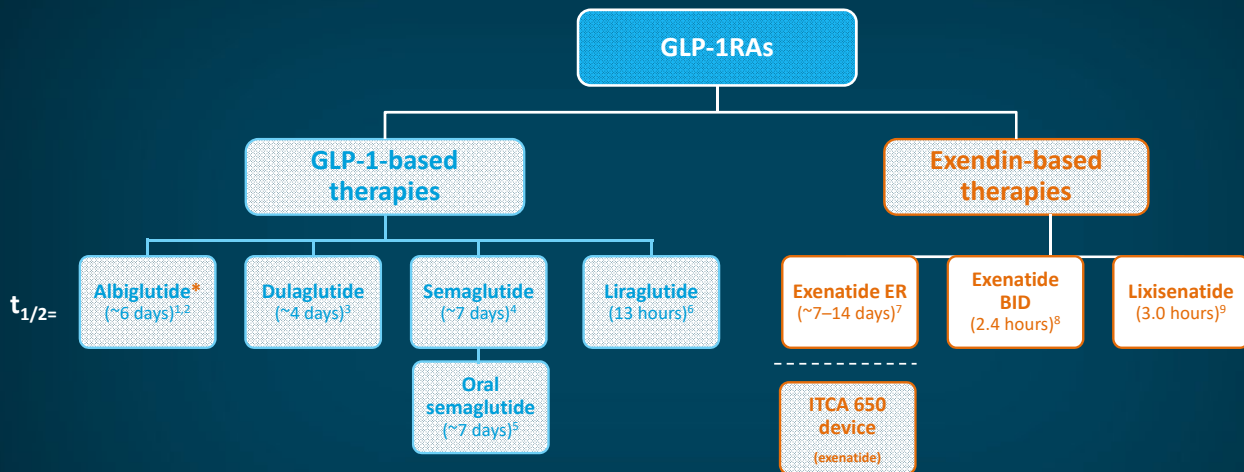 GLP-1RAs
GLP-1-based
therapies
Exendin-based
therapies
t1/2=
Albiglutide*
(~6 days)1,2
Dulaglutide
(~4 days)3
Semaglutide
(~7 days)4
Liraglutide
(13 hours)6
Exenatide ER
(~7–14 days)7
Exenatide
BID
(2.4 hours)8
Lixisenatide
(3.0 hours)9
Oral
semaglutide
(~7 days)5
ITCA 650
device
(exenatide)